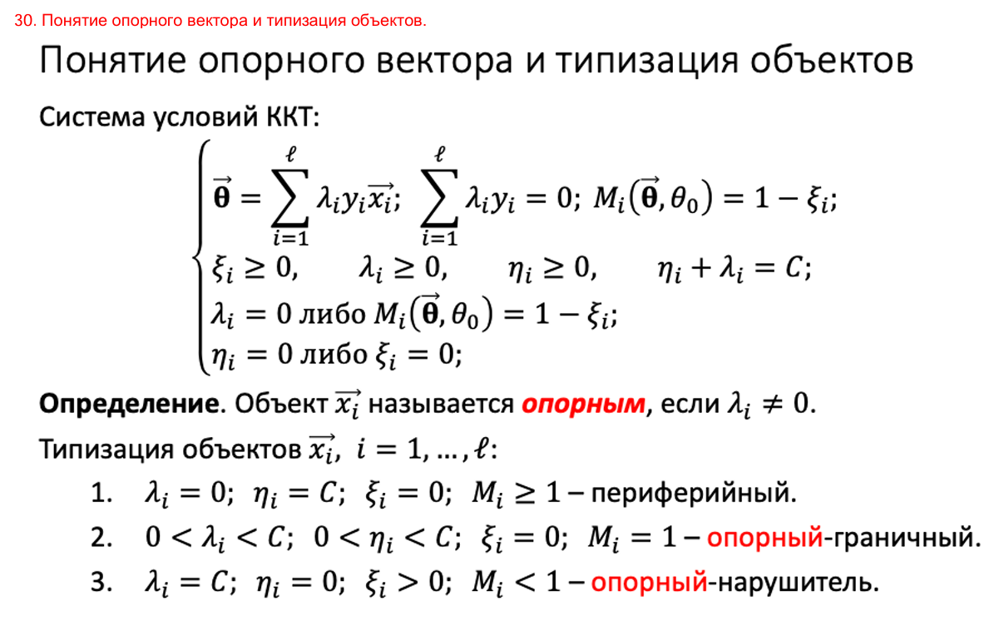 30. Понятие опорного вектора и типизация объектов.
Понятие опорного вектора и типизация объектов
Система условий ККТ:
$\vec{\boldsymbol{\theta}} = \sum_{i=1}^{\ell} \lambda_i y_i \vec{x_i}; \ \sum_{i=1}^{\ell} \lambda_i y_i = 0; \ M_i(\vec{\boldsymbol{\theta}}, \theta_0) = 1 - \xi_i;$
$\xi_i \geq 0, \quad \lambda_i \geq 0, \quad \eta_i \geq 0, \quad \eta_i + \lambda_i = C;$
$\lambda_i = 0$ либо $M_i(\vec{\boldsymbol{\theta}}, \theta_0) = 1 - \xi_i;$
$\eta_i = 0$ либо $\xi_i = 0;$
Определение. Объект $\vec{x_i}$ называется опорным, если $\lambda_i \neq 0$.
Типизация объектов $\vec{x_i}, \ i = 1, \dots, \ell$:
1. $\lambda_i = 0; \ \eta_i = C; \ \xi_i = 0; \ M_i \geq 1$ – периферийный.
2. $0 < \lambda_i < C; \ 0 < \eta_i < C; \ \xi_i = 0; \ M_i = 1$ – опорный-граничный.
3. $\lambda_i = C; \ \eta_i = 0; \ \xi_i > 0; \ M_i < 1$ – опорный-нарушитель.